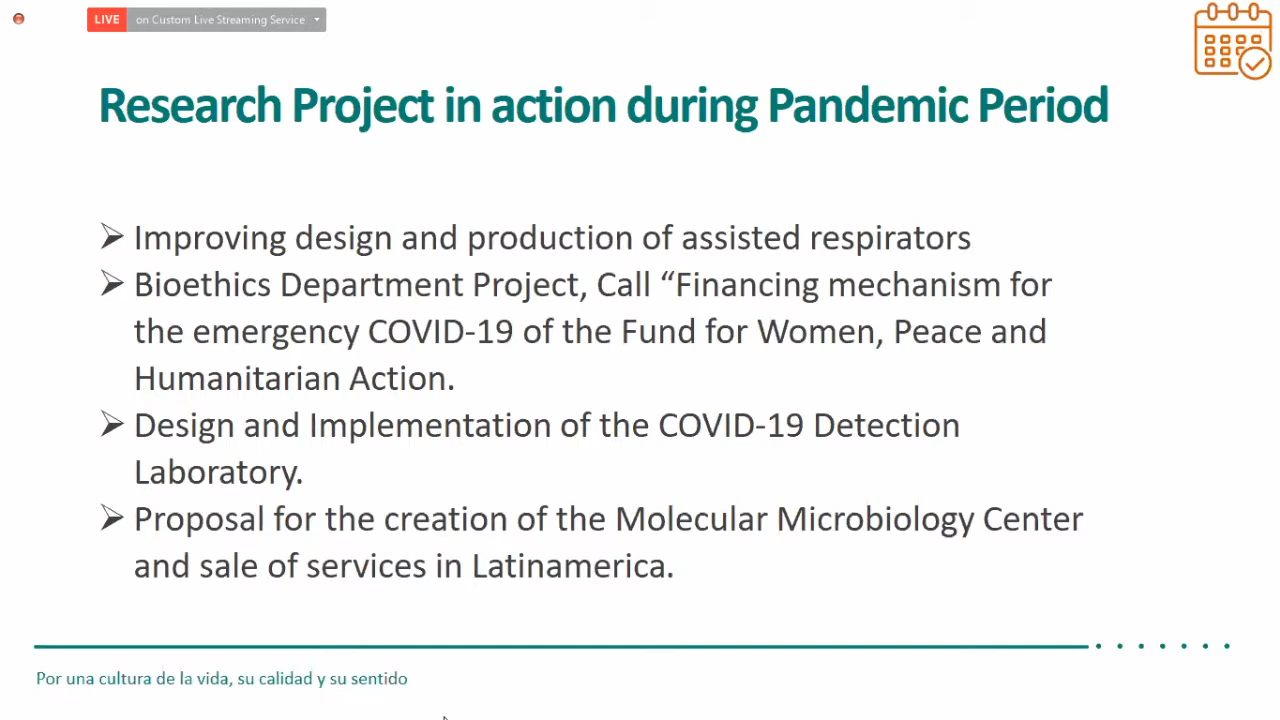 LIVE on Custom Live Streaming Service
Research Project in action during Pandemic Period
Improving design and production of assisted respirators
Bioethics Department Project, Call “Financing mechanism for
the emergency COVID-19 of the Fund for Women, Peace and
Humanitarian Action.
Design and Implementation of the COVID-19 Detection
Laboratory.
Proposal for the creation of the Molecular Microbiology Center
and sale of services in Latinamerica.
Por una cultura de la vida, su calidad y su sentido